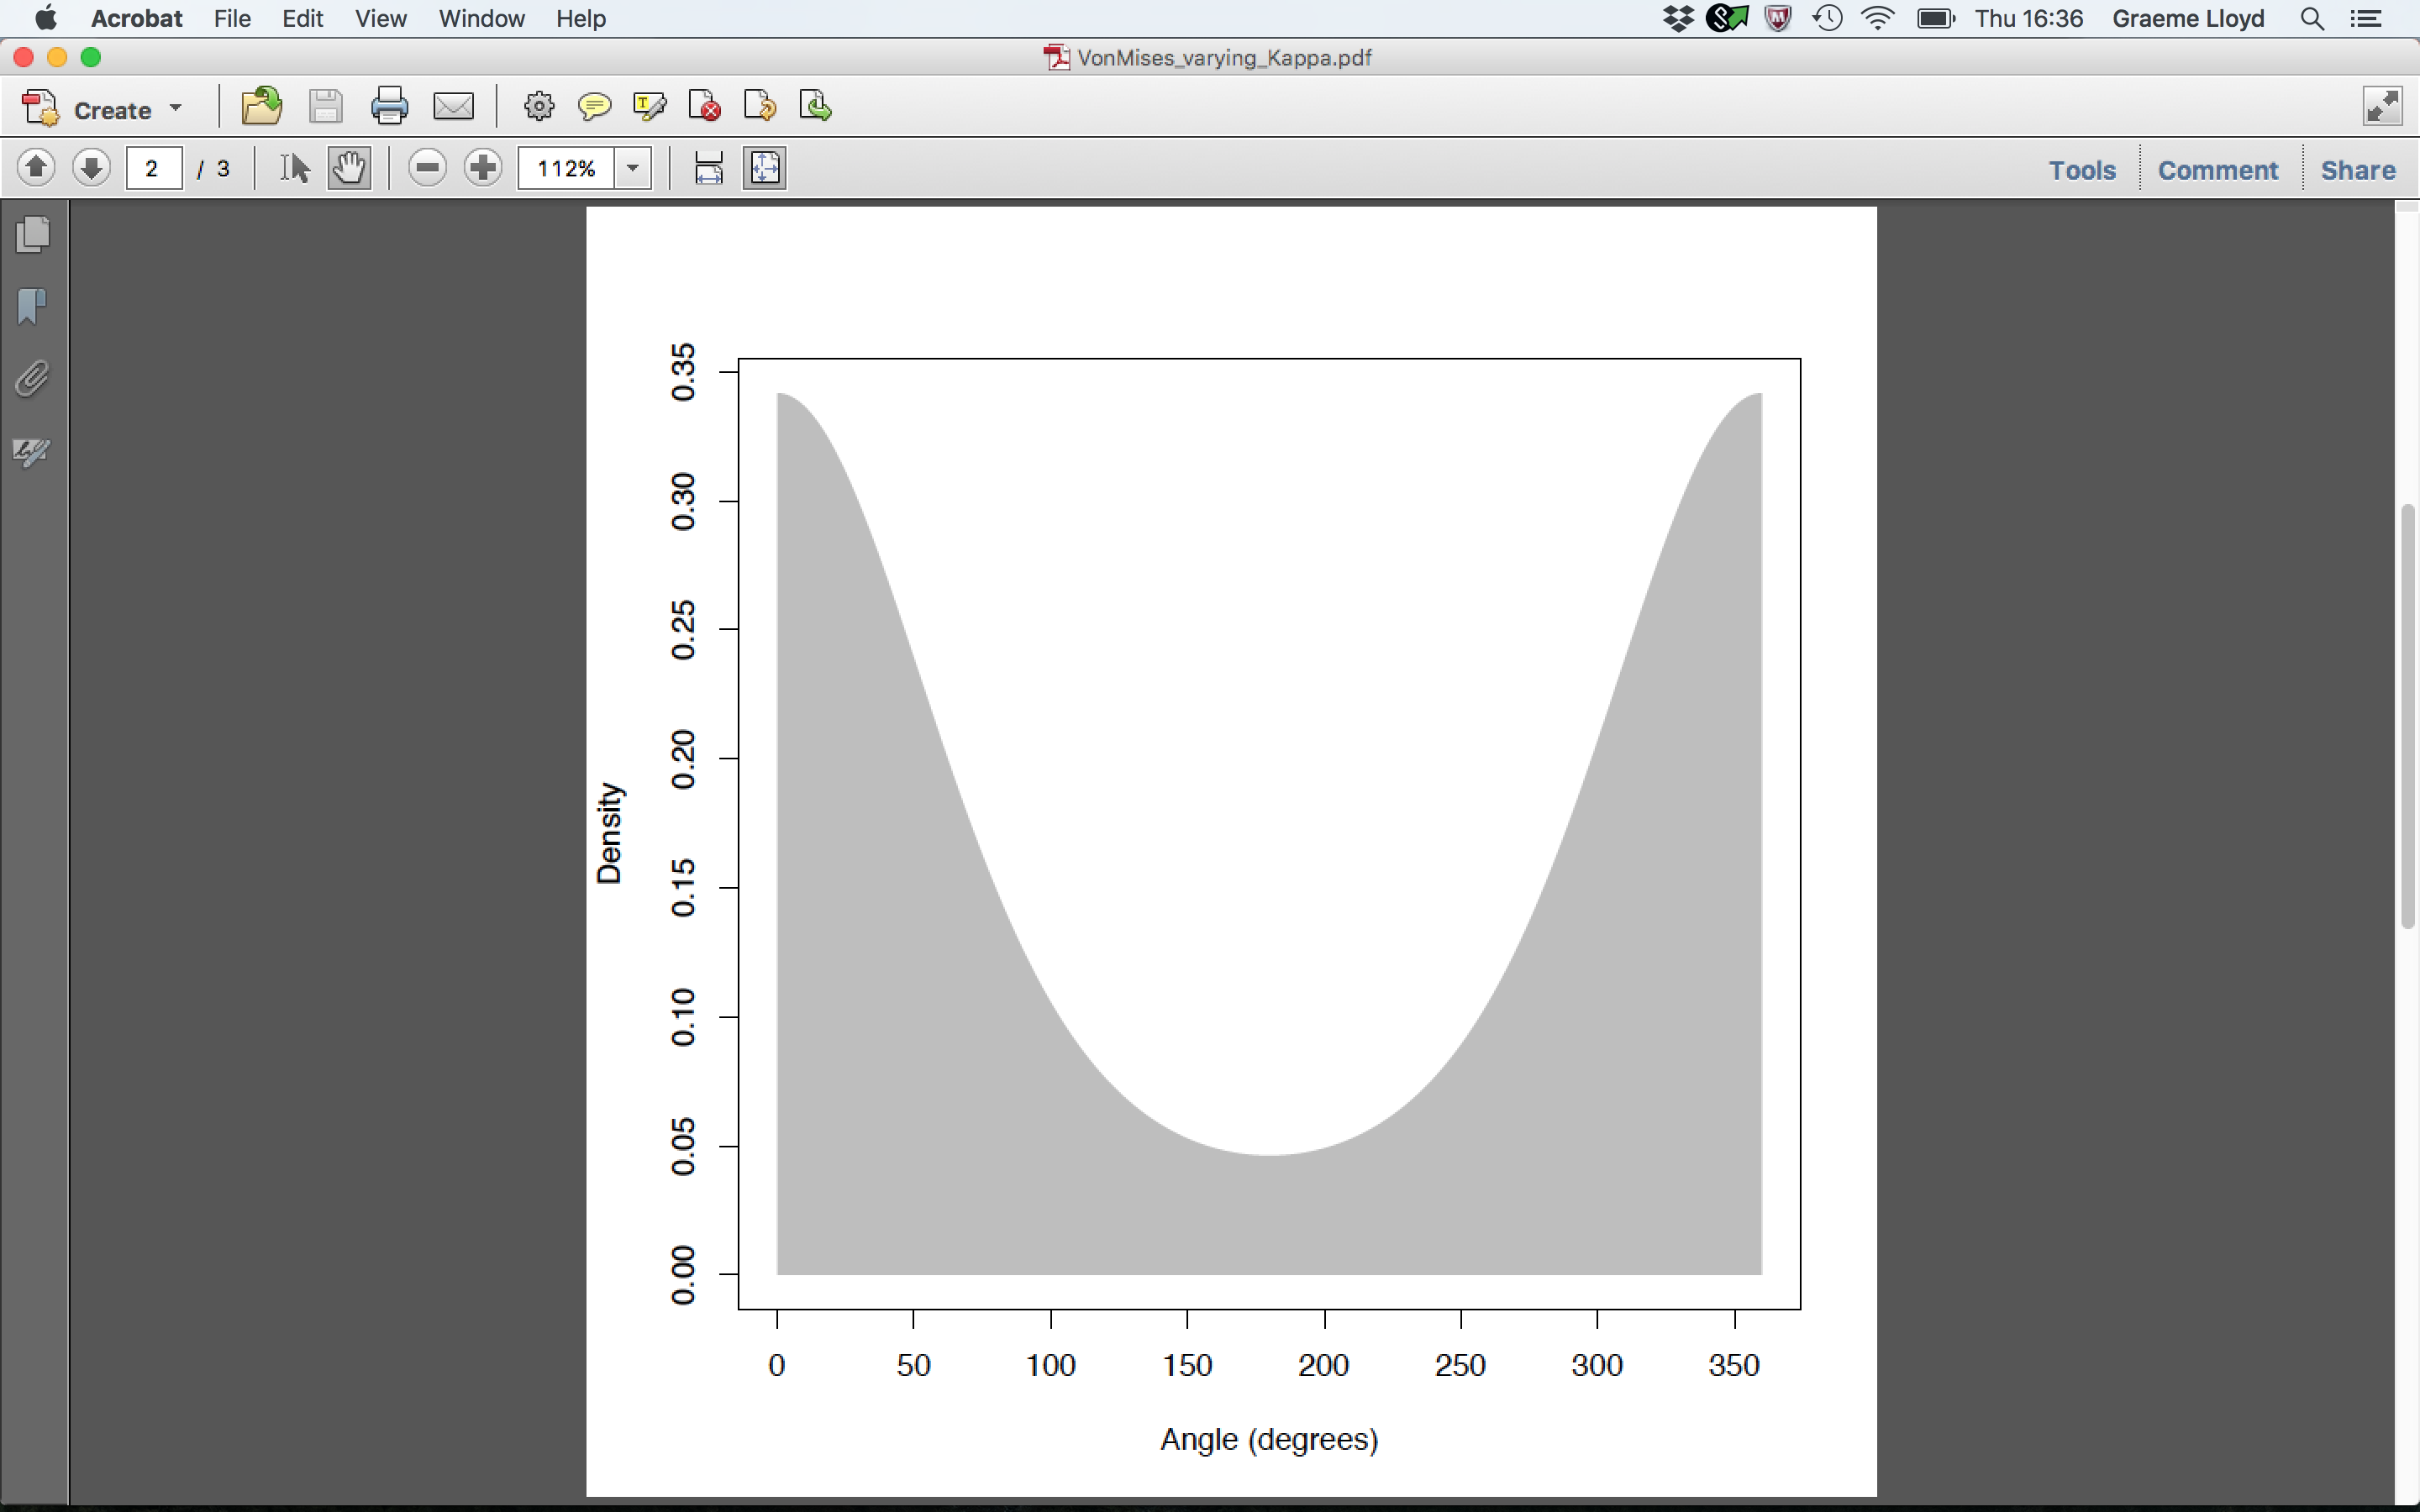 Acrobat File Edit View Window Help Thu 16:36 Graeme Lloyd
VonMises_varying_Kappa.pdf
Create
2 / 3 112% Tools Comment Share
0.35
0.30
0.25
0.20
0.15
0.10
0.05
0.00
Density
0 50 100 150 200 250 300 350
Angle (degrees)